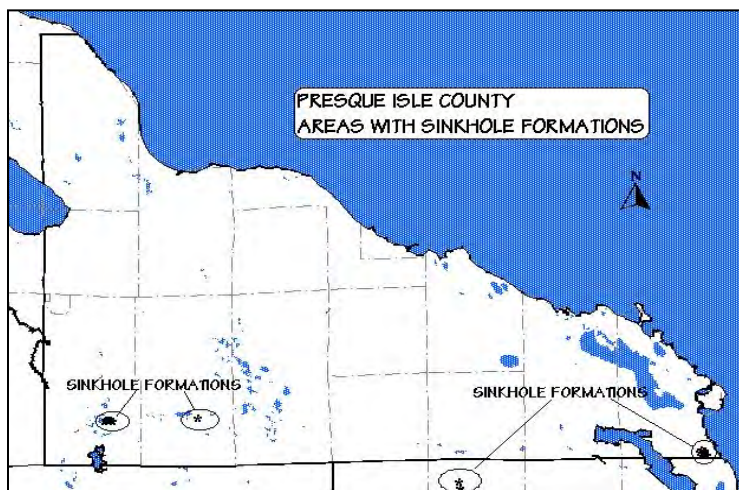 PRESQUE ISLE COUNTY
AREAS WITH SINKHOLE FORMATIONS
N
SINKHOLE FORMATIONS
SINKHOLE FORMATIONS